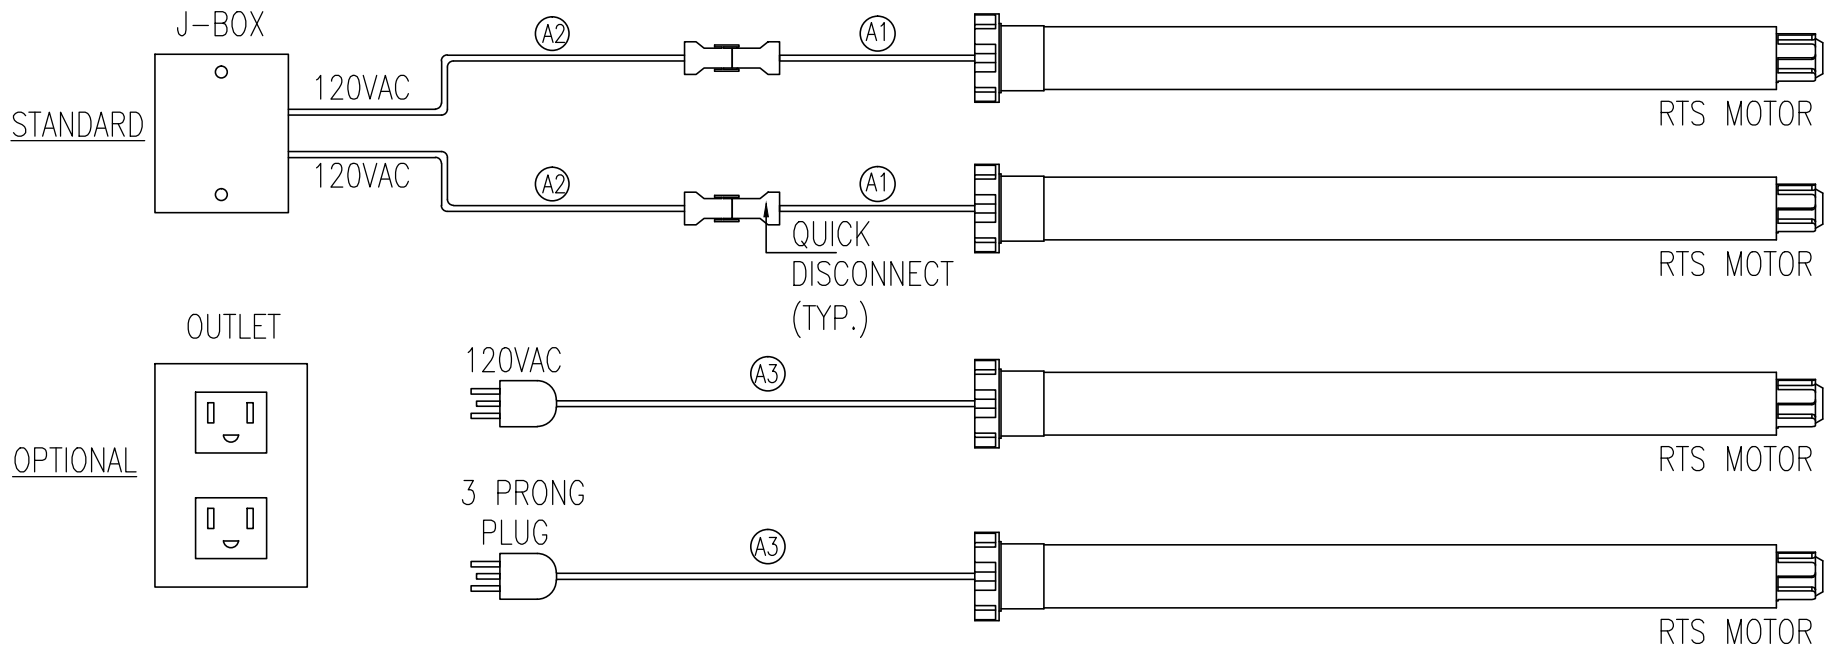 J-BOX
A2
A1
120VAC
RTS MOTOR
STANDARD
120VAC
A2
A1
QUICK
DISCONNECT
(TYP.)
RTS MOTOR
OUTLET
120VAC
A3
OPTIONAL
RTS MOTOR
3 PRONG
PLUG
A3
RTS MOTOR